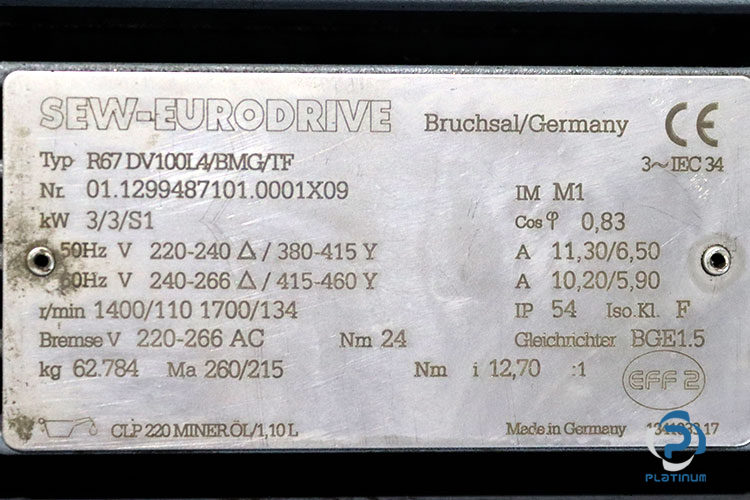 SEW-EURODRIVE Bruchsal/Germany CE
Typ R67 DV100L4/BMG/TF 3~IEC 34
Nr. 01.1299487101.0001X09 IM M1
kW 3/3/S1 Cos φ 0,83
50Hz V 220-240 Δ / 380-415 Y A 11,30/6,50
60Hz V 240-266 Δ / 415-460 Y A 10,20/5,90
r/min 1400/110 1700/134 IP 54 Iso.Kl. F
Bremse V 220-266 AC Nm 24 Gleichrichter BGE1.5
kg 62.784 Ma 260/215 Nm i 12,70 :1
EFF 2
CLP 220 MINER.ÖL/1,10 L Made in Germany
PLATINUM